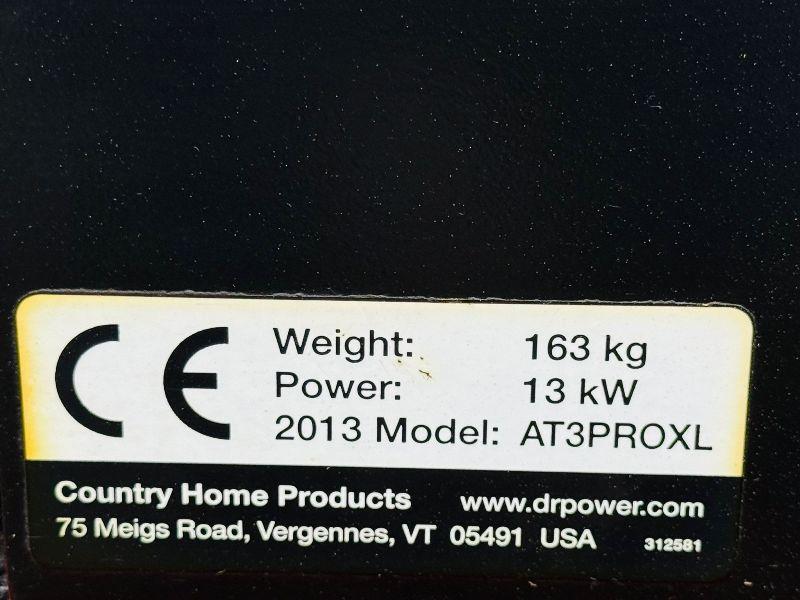 CE
Weight: 163 kg
Power: 13 kW
2013 Model: AT3PROXL
Country Home Products www.drpower.com
75 Meigs Road, Vergennes, VT 05491 USA 312581